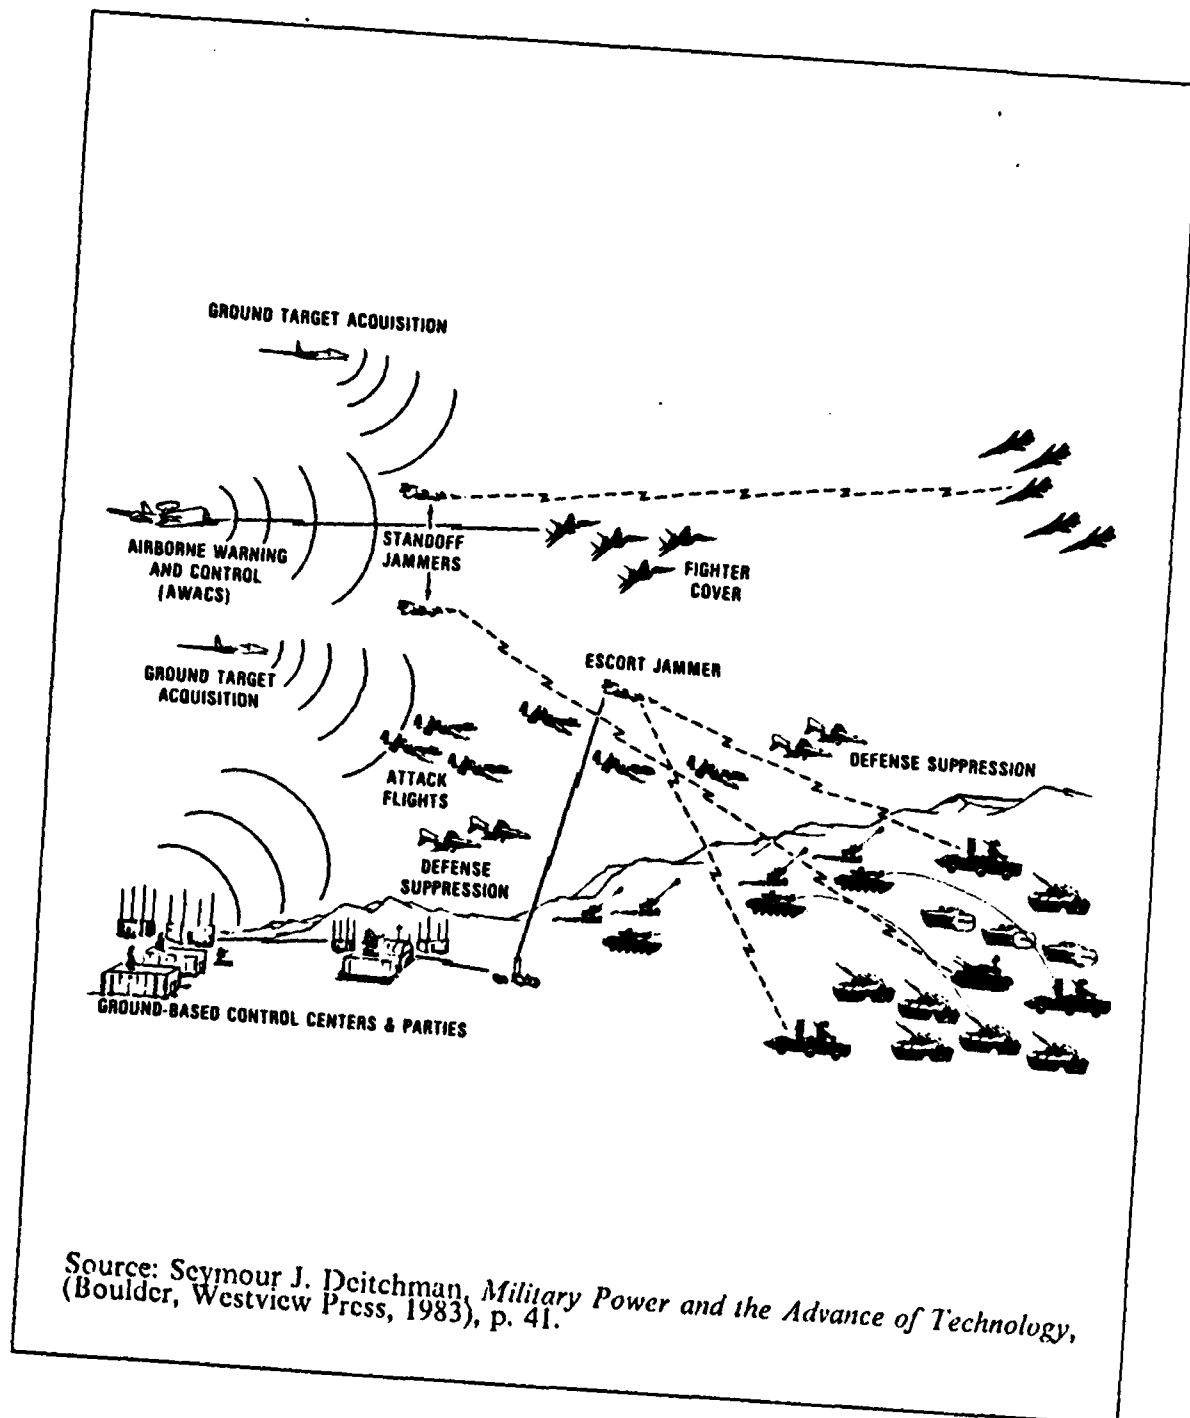 GROUND TARGET ACQUISITION
STANDOFF
JAMMERS
AIRBORNE WARNING
AND CONTROL
(AWACS)
FIGHTER
COVER
GROUND TARGET
ACQUISITION
ESCORT JAMMER
ATTACK
FLIGHTS
DEFENSE SUPPRESSION
DEFENSE
SUPPRESSION
GROUND-BASED CONTROL CENTERS & PARTIES
Source: Seymour J. Deitchman, Military Power and the Advance of Technology,
(Boulder, Westview Press, 1983), p. 41.